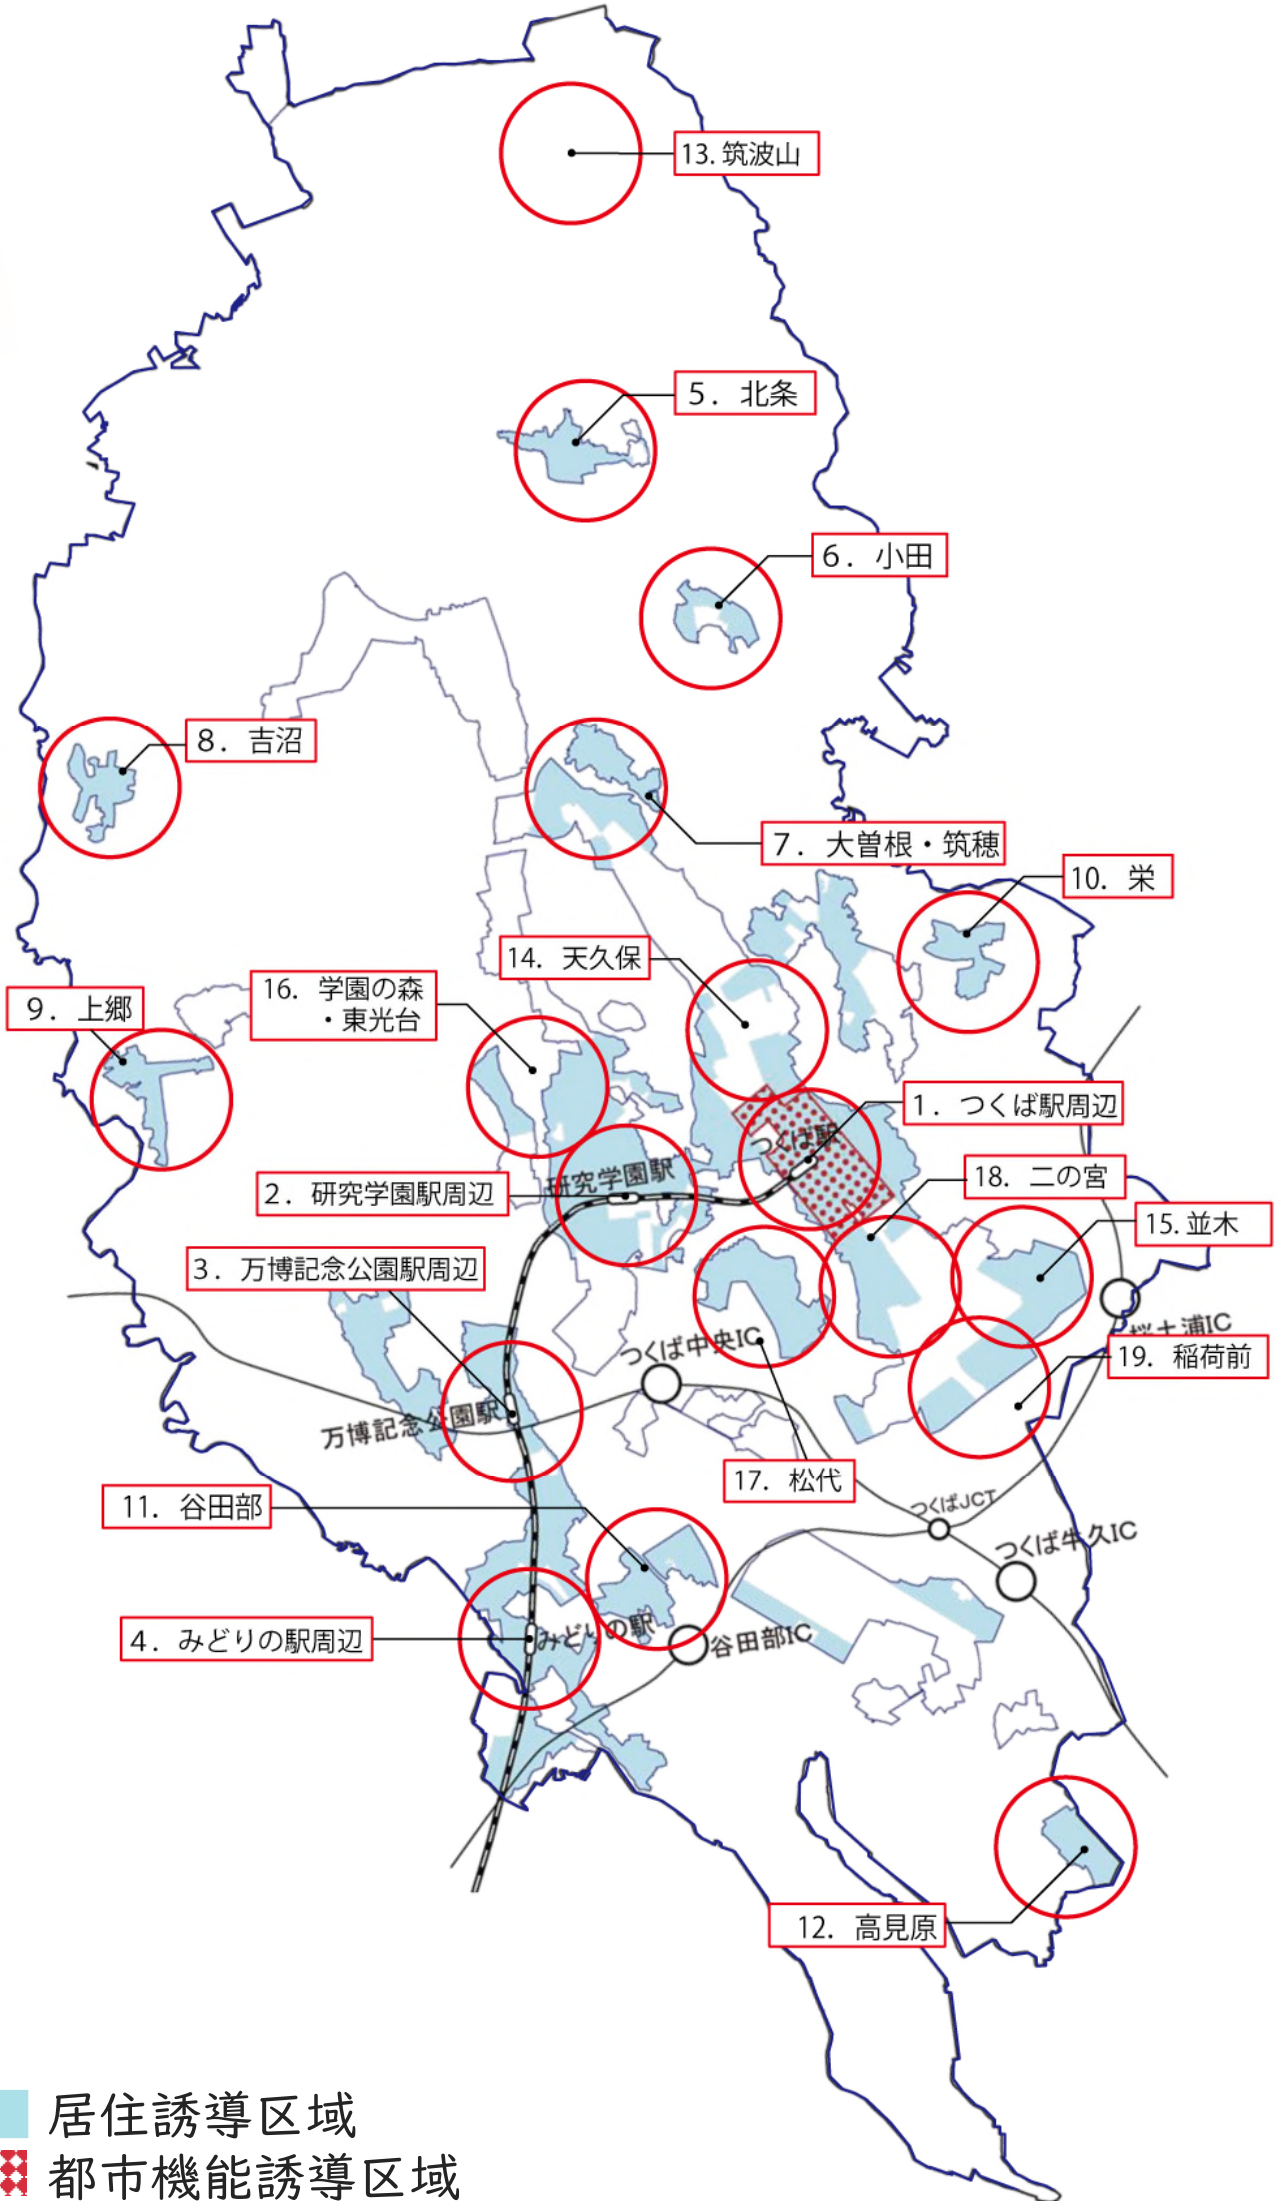 13. 筑波山
5. 北条
6. 小田
8. 吉沼
7. 大曽根・筑穂
10. 栄
14. 天久保
16. 学園の森
・東光台
9. 上郷
1. つくば駅周辺
つくば駅
18. 二の宮
研究学園駅
2. 研究学園駅周辺
15. 並木
3. 万博記念公園駅周辺
桜土浦IC
つくば中央IC
19. 稲荷前
万博記念公園駅
17. 松代
11. 谷田部
つくばJCT
つくば牛久IC
4. みどりの駅周辺
みどりの駅
谷田部IC
12. 高見原
居住誘導区域
都市機能誘導区域